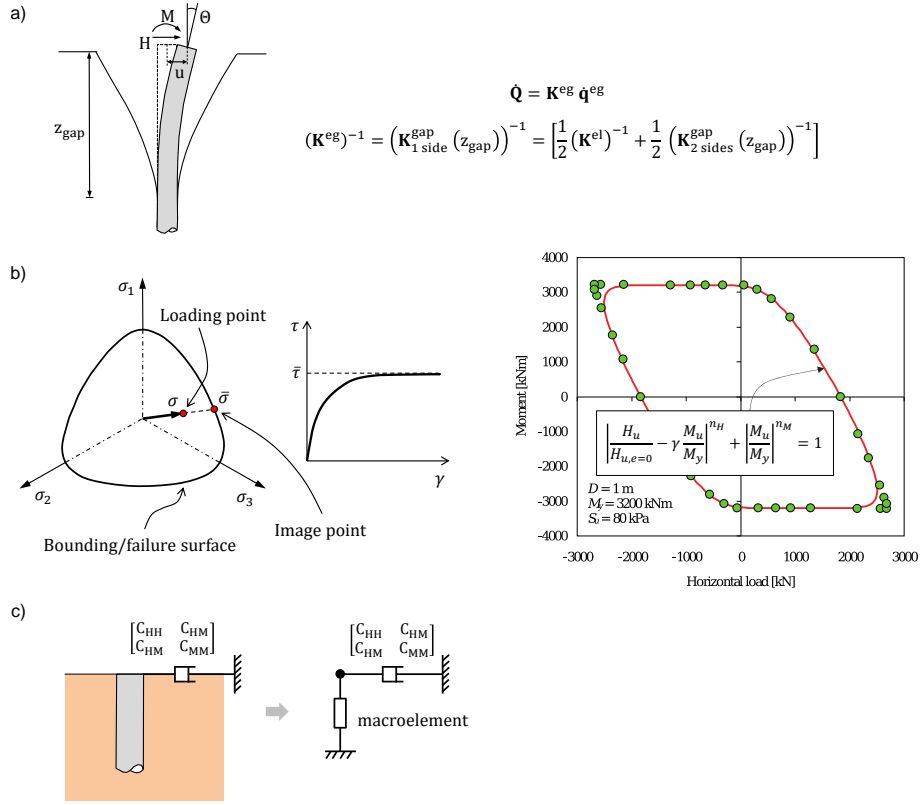 a)
M
Θ
H
u
z_gap
Q̇ = K^eg q̇^eg
(K^eg)^−1 = (K^gap_1 side (z_gap))^−1 = [1/2 (K^el)^−1 + 1/2 (K^gap_2 sides (z_gap))^−1]
b)
σ1
Loading point
σ
σ̄
σ2
σ3
Bounding/failure surface
Image point
τ
τ̄
γ
4000
3000
2000
1000
0
-1000
-2000
-3000
-4000
Moment [kNm]
|H_u/H_{u,e=0} − γ M_u/M_y|^{n_H} + |M_u/M_y|^{n_M} = 1
D = 1 m
M_y = 3200 kNm
S_u = 80 kPa
-3000 -2000 -1000 0 1000 2000 3000
Horizontal load [kN]
c)
[C_HH C_HM
C_HM C_MM]
[C_HH C_HM
C_HM C_MM]
macroelement